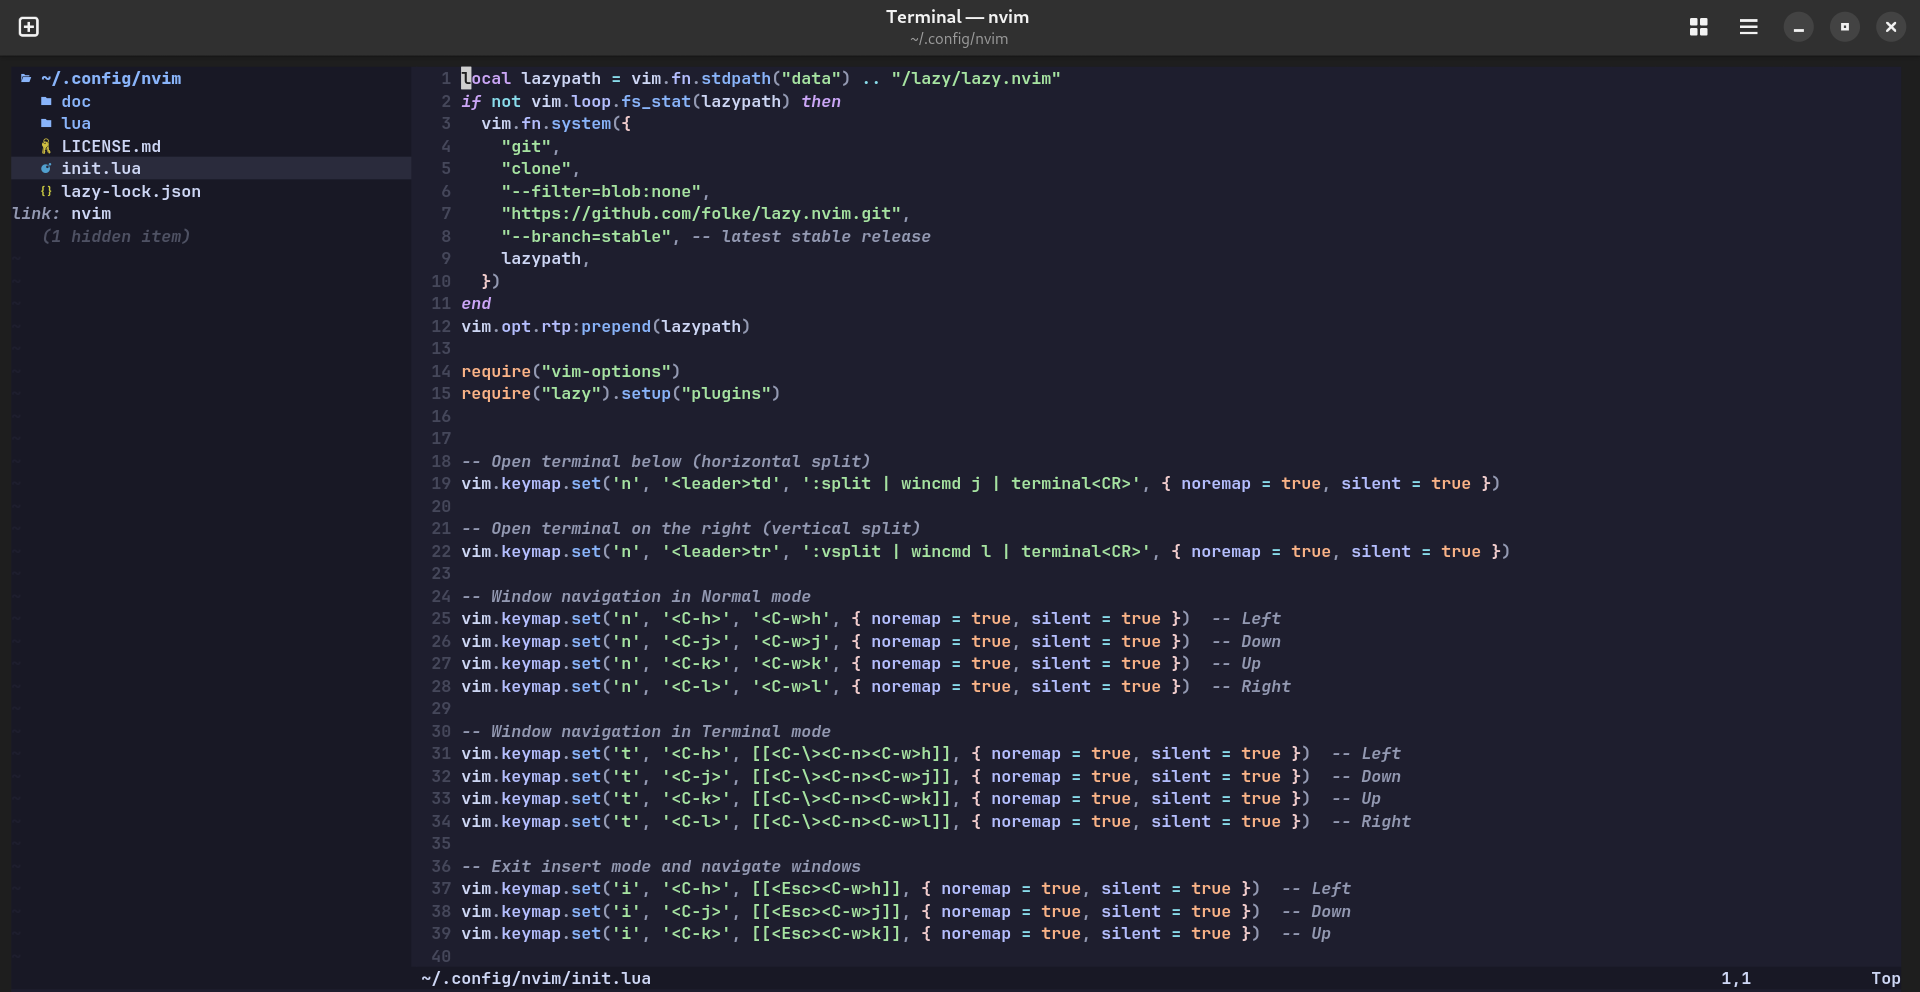 Terminal — nvim
~/.config/nvim
~/.config/nvim
doc
lua
LICENSE.md
init.lua
lazy-lock.json
link: nvim
(1 hidden item)
1 local lazypath = vim.fn.stdpath("data") .. "/lazy/lazy.nvim"
2 if not vim.loop.fs_stat(lazypath) then
3   vim.fn.system({
4     "git",
5     "clone",
6     "--filter=blob:none",
7     "https://github.com/folke/lazy.nvim.git",
8     "--branch=stable", -- latest stable release
9     lazypath,
10   })
11 end
12 vim.opt.rtp:prepend(lazypath)
13
14 require("vim-options")
15 require("lazy").setup("plugins")
16
17
18 -- Open terminal below (horizontal split)
19 vim.keymap.set('n', '<leader>td', ':split | wincmd j | terminal<CR>', { noremap = true, silent = true })
20
21 -- Open terminal on the right (vertical split)
22 vim.keymap.set('n', '<leader>tr', ':vsplit | wincmd l | terminal<CR>', { noremap = true, silent = true })
23
24 -- Window navigation in Normal mode
25 vim.keymap.set('n', '<C-h>', '<C-w>h', { noremap = true, silent = true })  -- Left
26 vim.keymap.set('n', '<C-j>', '<C-w>j', { noremap = true, silent = true })  -- Down
27 vim.keymap.set('n', '<C-k>', '<C-w>k', { noremap = true, silent = true })  -- Up
28 vim.keymap.set('n', '<C-l>', '<C-w>l', { noremap = true, silent = true })  -- Right
29
30 -- Window navigation in Terminal mode
31 vim.keymap.set('t', '<C-h>', [[<C-\><C-n><C-w>h]], { noremap = true, silent = true })  -- Left
32 vim.keymap.set('t', '<C-j>', [[<C-\><C-n><C-w>j]], { noremap = true, silent = true })  -- Down
33 vim.keymap.set('t', '<C-k>', [[<C-\><C-n><C-w>k]], { noremap = true, silent = true })  -- Up
34 vim.keymap.set('t', '<C-l>', [[<C-\><C-n><C-w>l]], { noremap = true, silent = true })  -- Right
35
36 -- Exit insert mode and navigate windows
37 vim.keymap.set('i', '<C-h>', [[<Esc><C-w>h]], { noremap = true, silent = true })  -- Left
38 vim.keymap.set('i', '<C-j>', [[<Esc><C-w>j]], { noremap = true, silent = true })  -- Down
39 vim.keymap.set('i', '<C-k>', [[<Esc><C-w>k]], { noremap = true, silent = true })  -- Up
40
~/.config/nvim/init.lua 1,1 Top